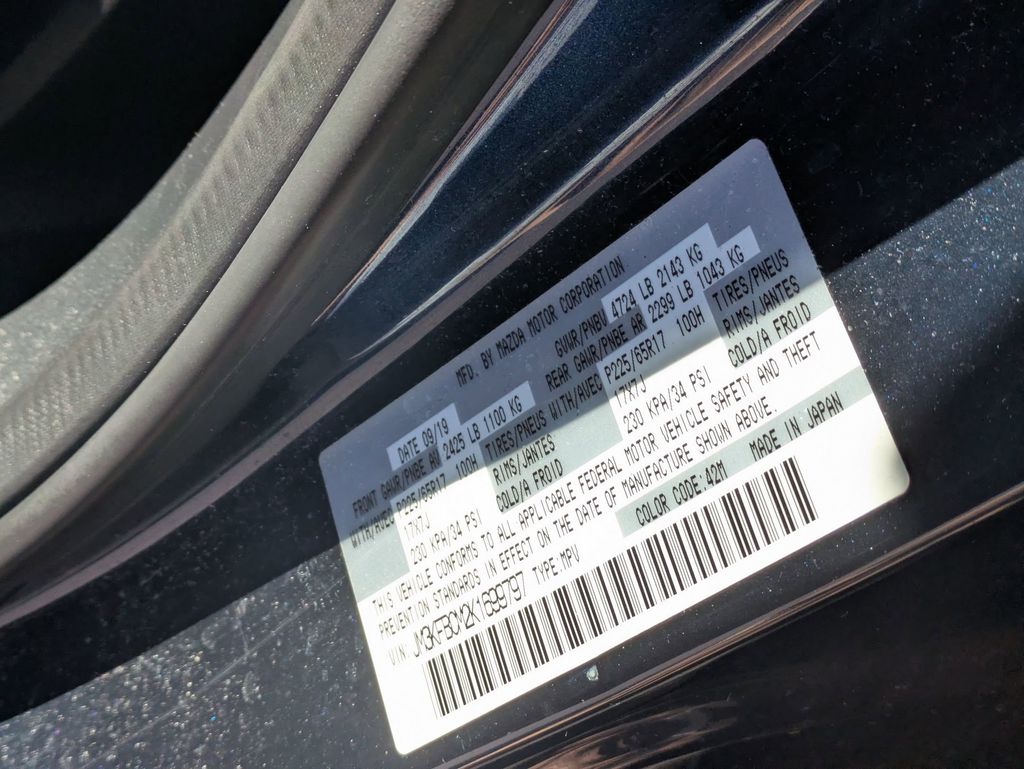 MFD. BY MAZDA MOTOR CORPORATION
DATE 09/19 GVWR/PNBV 4724 LB 2143 KG
FRONT GAWR/PNBE AV 2425 LB 1100 KG REAR GAWR/PNBE AR 2299 LB 1043 KG
WITH/AVEC P225/65R17 100H TIRES/PNEUS WITH/AVEC P225/65R17 100H TIRES/PNEUS
17X7J RIMS/JANTES 17X7J RIMS/JANTES
230 KPA/34 PSI COLD/A FROID 230 KPA/34 PSI COLD/A FROID
THIS VEHICLE CONFORMS TO ALL APPLICABLE FEDERAL MOTOR VEHICLE SAFETY AND THEFT
PREVENTION STANDARDS IN EFFECT ON THE DATE OF MANUFACTURE SHOWN ABOVE.
VIN: JM3KFBCM2K1699797 TYPE:MPV COLOR CODE:42M MADE IN JAPAN